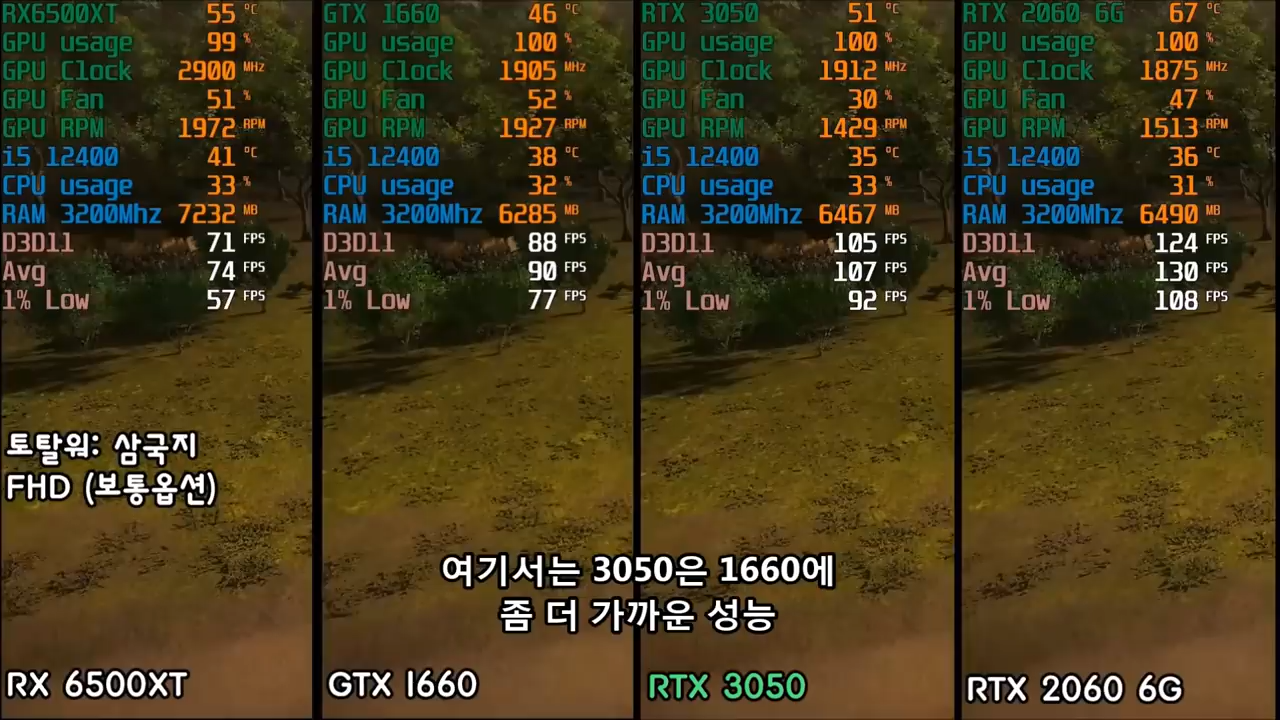 RX6500XT 55 °C
GPU usage 99 %
GPU Clock 2900 MHz
GPU Fan 51 %
GPU RPM 1972 RPM
i5 12400 41 °C
CPU usage 33 %
RAM 3200Mhz 7232 MB
D3D11 71 FPS
Avg 74 FPS
1% Low 57 FPS
GTX 1660 46 °C
GPU usage 100 %
GPU Clock 1905 MHz
GPU Fan 52 %
GPU RPM 1927 RPM
i5 12400 38 °C
CPU usage 32 %
RAM 3200Mhz 6285 MB
D3D11 88 FPS
Avg 90 FPS
1% Low 77 FPS
RTX 3050 51 °C
GPU usage 100 %
GPU Clock 1912 MHz
GPU Fan 30 %
GPU RPM 1429 RPM
i5 12400 35 °C
CPU usage 33 %
RAM 3200Mhz 6467 MB
D3D11 105 FPS
Avg 107 FPS
1% Low 92 FPS
RTX 2060 6G 67 °C
GPU usage 100 %
GPU Clock 1875 MHz
GPU Fan 47 %
GPU RPM 1513 RPM
i5 12400 36 °C
CPU usage 31 %
RAM 3200Mhz 6490 MB
D3D11 124 FPS
Avg 130 FPS
1% Low 108 FPS
토탈워: 삼국지
FHD (보통옵션)
여기서는 3050은 1660에
좀 더 가까운 성능
RX 6500XT
GTX 1660
RTX 3050
RTX 2060 6G